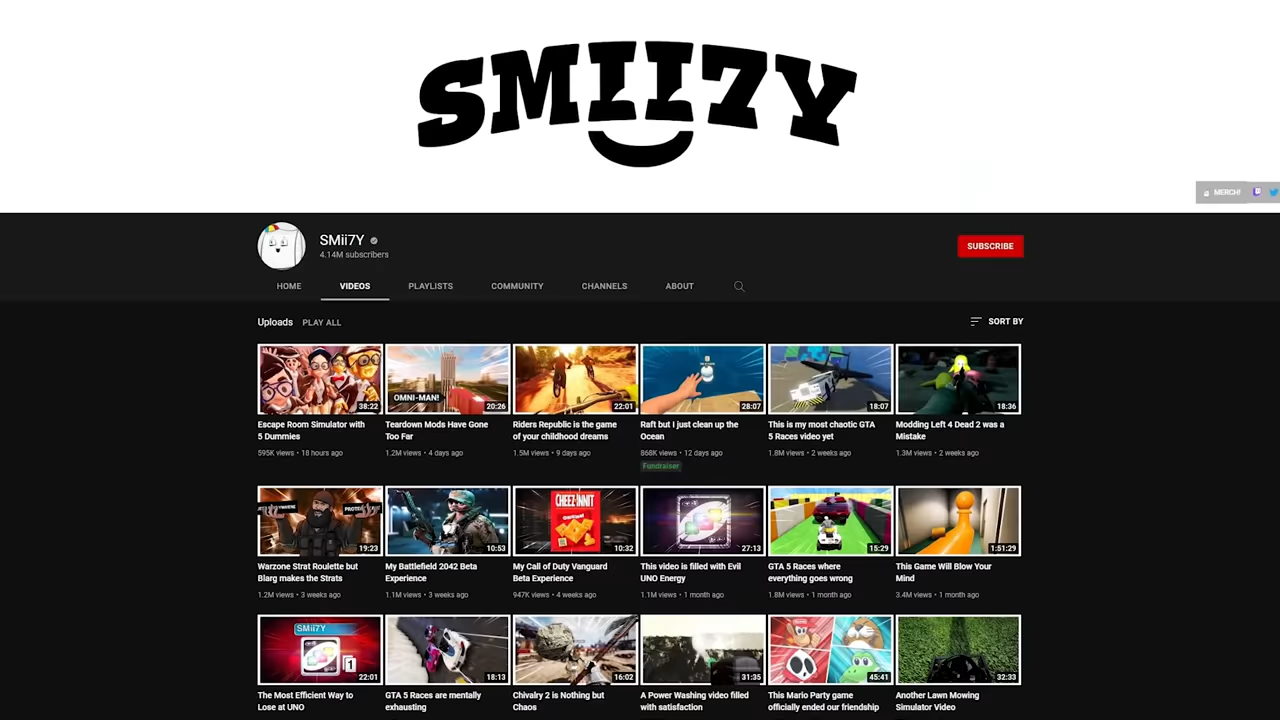 SMII7Y
MERCH!
SMii7Y
4.14M subscribers
SUBSCRIBE
HOME VIDEOS PLAYLISTS COMMUNITY CHANNELS ABOUT
Uploads PLAY ALL SORT BY
OMNI-MAN!
38:22 20:26 22:01 28:07 18:07 18:36
Escape Room Simulator with
5 Dummies
595K views • 18 hours ago
Teardown Mods Have Gone
Too Far
1.2M views • 4 days ago
Riders Republic is the game
of your childhood dreams
1.5M views • 9 days ago
Raft but I just clean up the
Ocean
868K views • 12 days ago
Fundraiser
This is my most chaotic GTA
5 Races video yet
1.8M views • 2 weeks ago
Modding Left 4 Dead 2 was a
Mistake
1.3M views • 2 weeks ago
CHEEZ-INNIT
19:23 10:53 10:32 27:13 15:29 1:51:29
Warzone Strat Roulette but
Blarg makes the Strats
1.2M views • 3 weeks ago
My Battlefield 2042 Beta
Experience
1.1M views • 3 weeks ago
My Call of Duty Vanguard
Beta Experience
947K views • 4 weeks ago
This video is filled with Evil
UNO Energy
1.1M views • 1 month ago
GTA 5 Races where
everything goes wrong
1.8M views • 1 month ago
This Game Will Blow Your
Mind
3.4M views • 1 month ago
SMii7Y
1
22:01 18:13 16:02 31:35 45:41 32:33
The Most Efficient Way to
Lose at UNO
GTA 5 Races are mentally
exhausting
Chivalry 2 is Nothing but
Chaos
A Power Washing video filled
with satisfaction
This Mario Party game
officially ended our friendship
Another Lawn Mowing
Simulator Video